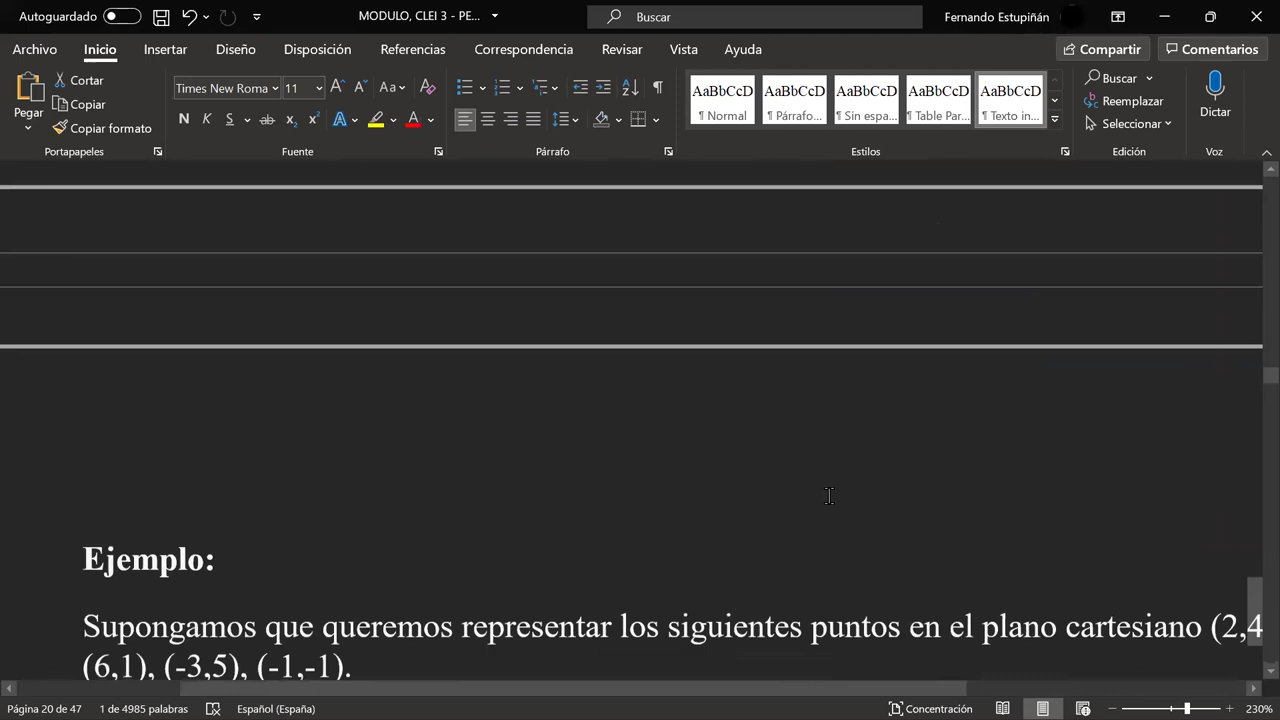 Autoguardado
MODULO, CLEI 3 - PE...
Buscar
Fernando Estupiñán
Archivo Inicio Insertar Diseño Disposición Referencias Correspondencia Revisar Vista Ayuda
Compartir Comentarios
Pegar
Cortar
Copiar
Copiar formato
Portapapeles
Times New Roma 11
Aa
N K S ab x₂ x² A A
Fuente
Párrafo
AaBbCcD AaBbCcD AaBbCcD AaBbCcD AaBbCcD
¶ Normal ¶ Párrafo... ¶ Sin espa... ¶ Table Par... ¶ Texto in...
Estilos
Buscar
Reemplazar
Seleccionar
Edición
Dictar
Voz
Ejemplo:
Supongamos que queremos representar los siguientes puntos en el plano cartesiano (2,4
(6,1), (-3,5), (-1,-1).
Página 20 de 47 1 de 4985 palabras Español (España) Concentración 230%